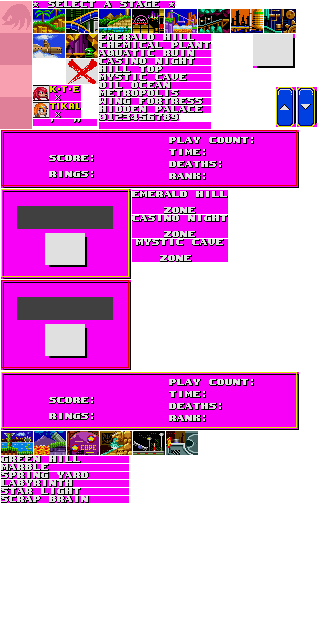 * SELECT A STAGE *
EMERALD HILL
CHEMICAL PLANT
AQUATIC RUIN
CASINO NIGHT
HILL TOP
MYSTIC CAVE
OIL OCEAN
METROPOLIS
WING FORTRESS
HIDDEN PALACE
0123456789
K·T·E
×
TIKAL
×
' "
PLAY COUNT:
SCORE:
TIME:
DEATHS:
RINGS:
RANK:
EMERALD HILL
ZONE
CASINO NIGHT
ZONE
MYSTIC CAVE
ZONE
PLAY COUNT:
SCORE:
TIME:
DEATHS:
RINGS:
RANK:
GREEN HILL
MARBLE
SPRING YARD
LABYRINTH
STAR LIGHT
SCRAP BRAIN